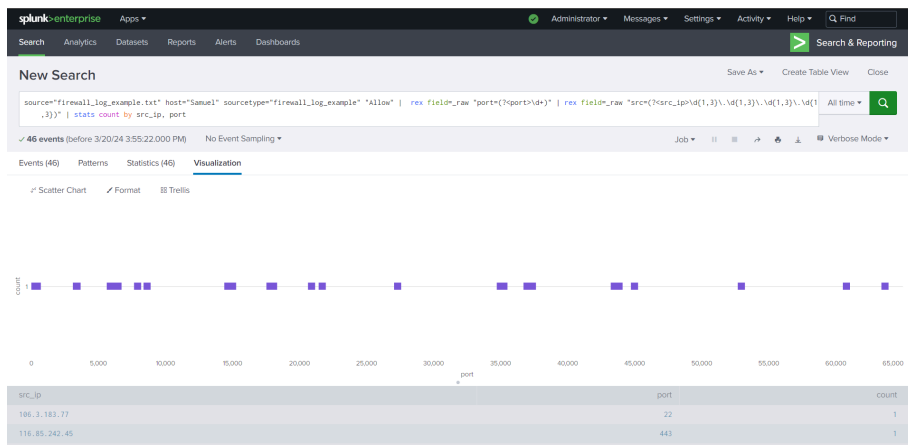 splunk>enterprise Apps ▾ Administrator ▾ Messages ▾ Settings ▾ Activity ▾ Help ▾ Find
Search Analytics Datasets Reports Alerts Dashboards > Search & Reporting
New Search Save As ▾ Create Table View Close
source="firewall_log_example.txt" host="Samuel" sourcetype="firewall_log_example" "Allow" | rex field=_raw "port=(?<port>\d+)" | rex field=_raw "src=(?<src_ip>\d{1,3}\.\d{1,3}\.\d{1,3}\.\d{1 All time ▾
,3})" | stats count by src_ip, port
✓ 46 events (before 3/20/24 3:55:22.000 PM) No Event Sampling ▾ Job ▾ Verbose Mode ▾
Events (46) Patterns Statistics (46) Visualization
Scatter Chart Format Trellis
count
1
0 5,000 10,000 15,000 20,000 25,000 30,000 35,000 40,000 45,000 50,000 55,000 60,000 65,000
port
src_ip port count
106.3.183.77 22 1
116.85.242.45 443 1